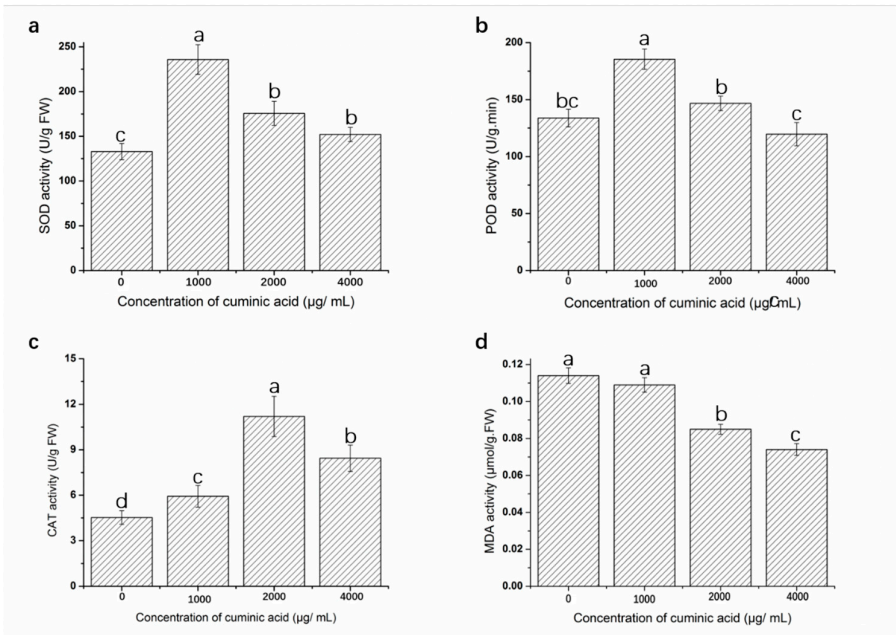 a
SOD activity (U/g FW)
250
200
150
100
50
0
c
a
b
b
0 1000 2000 4000
Concentration of cuminic acid (µg/ mL)
b
POD activity (U/g.min)
200
150
100
50
0
bc
a
b
c
0 1000 2000 4000
Concentration of cuminic acid (µg/ mL)
c
c
CAT activity (U/g FW)
15
12
9
6
3
0
d
c
a
b
0 1000 2000 4000
Concentration of cuminic acid (µg/ mL)
d
MDA activity (µmol/g.FW)
0.12
0.10
0.08
0.06
0.04
0.02
0.00
a
a
b
c
0 1000 2000 4000
Concentration of cuminic acid (µg/ mL)